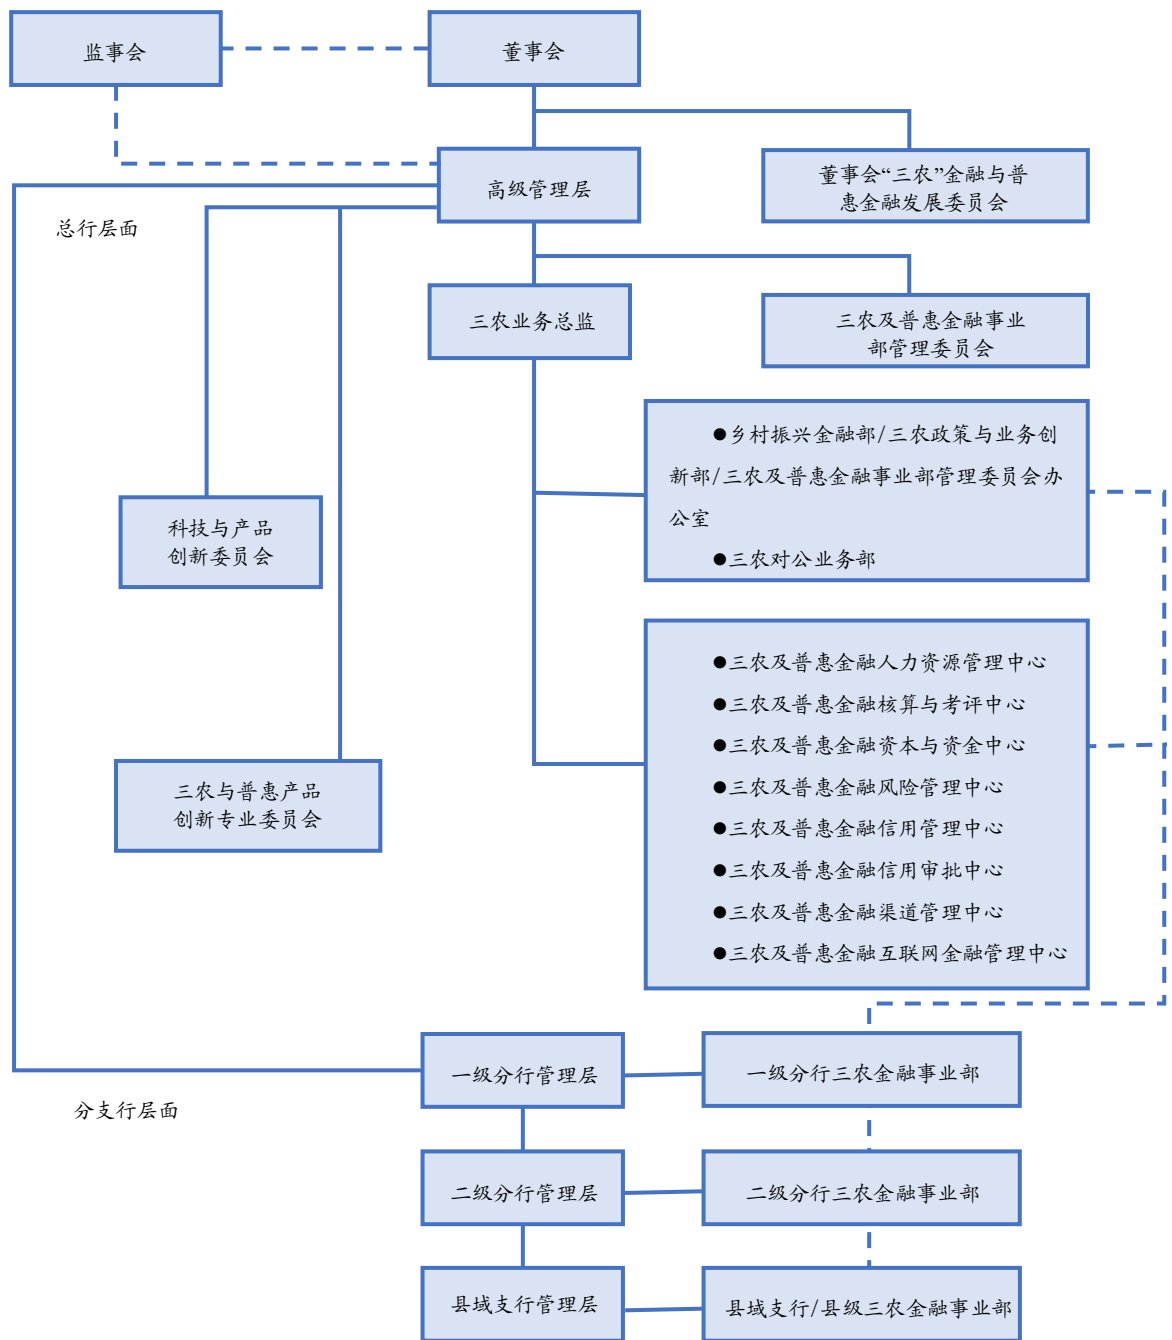 监事会
董事会
高级管理层
董事会“三农”金融与普
惠金融发展委员会
总行层面
三农业务总监
三农及普惠金融事业
部管理委员会
●乡村振兴金融部/三农政策与业务创
新部/三农及普惠金融事业部管理委员会办
公室
●三农对公业务部
科技与产品
创新委员会
●三农及普惠金融人力资源管理中心
●三农及普惠金融核算与考评中心
●三农及普惠金融资本与资金中心
●三农及普惠金融风险管理中心
●三农及普惠金融信用管理中心
●三农及普惠金融信用审批中心
●三农及普惠金融渠道管理中心
●三农及普惠金融互联网金融管理中心
三农与普惠产品
创新专业委员会
一级分行管理层
一级分行三农金融事业部
分支行层面
二级分行管理层
二级分行三农金融事业部
县域支行管理层
县域支行/县级三农金融事业部